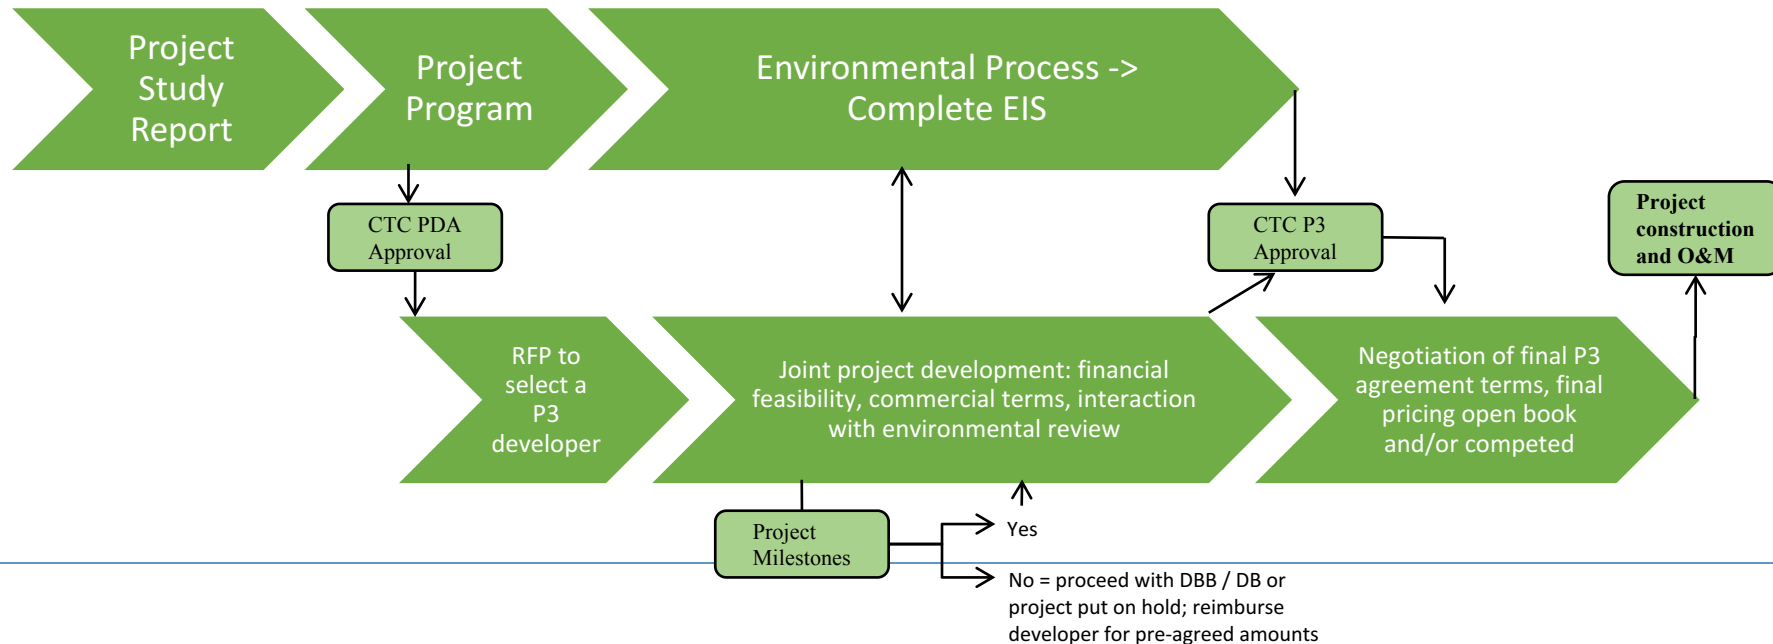 Project
Study
Report
Project
Program
Environmental Process ->
Complete EIS
CTC PDA
Approval
CTC P3
Approval
Project
construction
and O&M
RFP to
select a
P3
developer
Joint project development: financial
feasibility, commercial terms, interaction
with environmental review
Negotiation of final P3
agreement terms, final
pricing open book
and/or competed
Project
Milestones
Yes
No = proceed with DBB / DB or
project put on hold; reimburse
developer for pre-agreed amounts